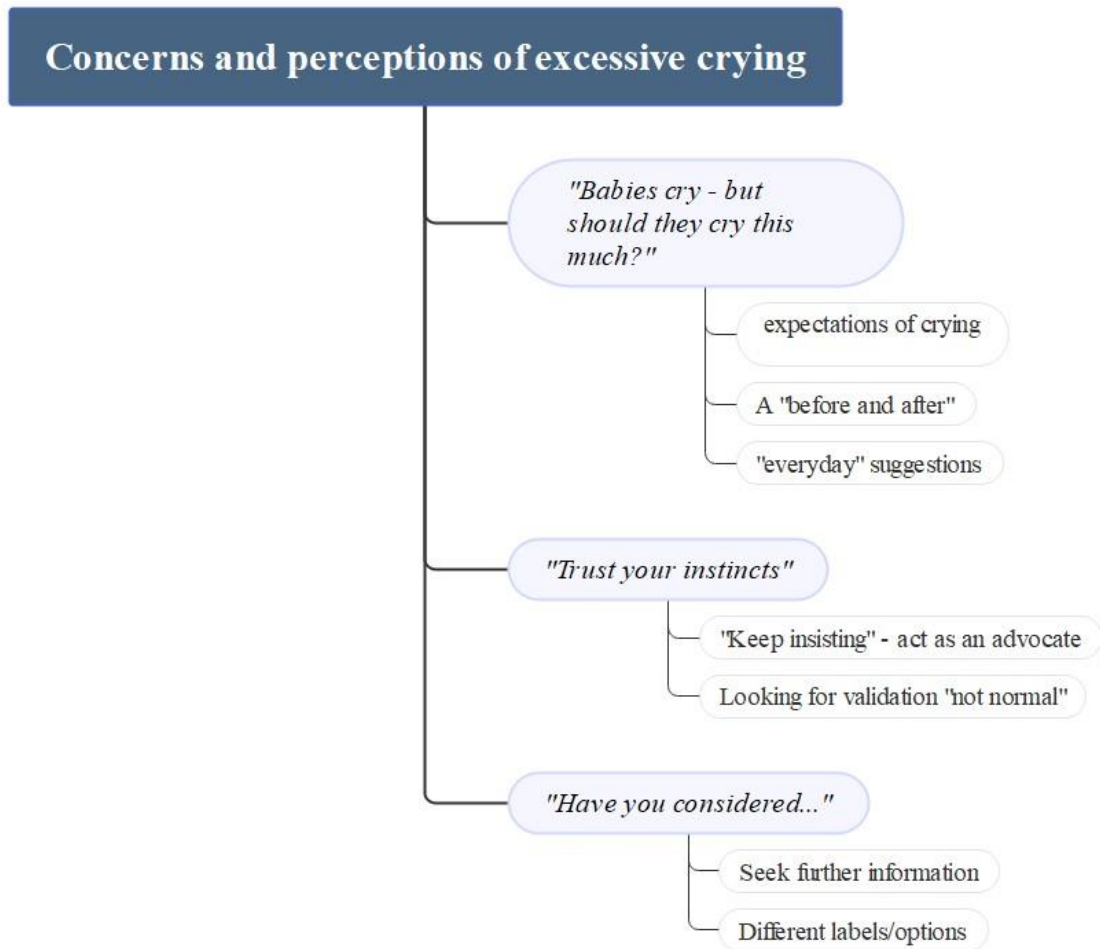 Concerns and perceptions of excessive crying
"Babies cry - but
should they cry this
much?"
expectations of crying
A "before and after"
"everyday" suggestions
"Trust your instincts"
"Keep insisting" - act as an advocate
Looking for validation "not normal"
"Have you considered..."
Seek further information
Different labels/options